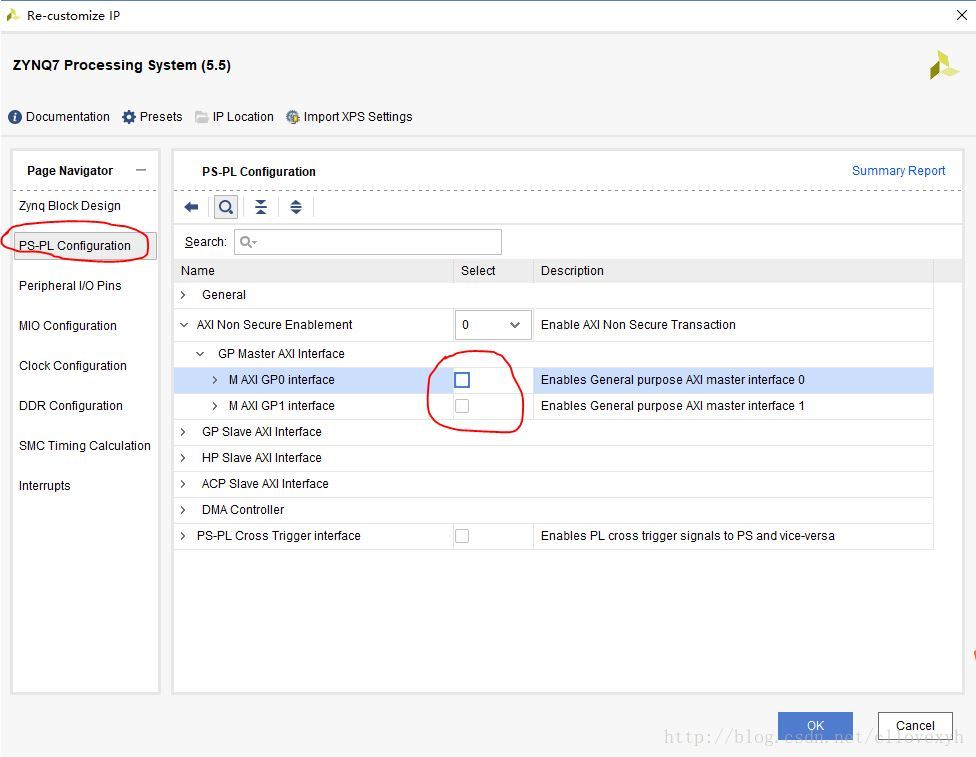 Re-customize IP
ZYNQ7 Processing System (5.5)
Documentation Presets IP Location Import XPS Settings
Page Navigator
Zynq Block Design
PS-PL Configuration
Peripheral I/O Pins
MIO Configuration
Clock Configuration
DDR Configuration
SMC Timing Calculation
Interrupts
PS-PL Configuration Summary Report
Search:
Name Select Description
General
AXI Non Secure Enablement 0 Enable AXI Non Secure Transaction
GP Master AXI Interface
M AXI GP0 interface Enables General purpose AXI master interface 0
M AXI GP1 interface Enables General purpose AXI master interface 1
GP Slave AXI Interface
HP Slave AXI Interface
ACP Slave AXI Interface
DMA Controller
PS-PL Cross Trigger interface Enables PL cross trigger signals to PS and vice-versa
OK Cancel
http://blog.csdn.net/cllovexyh